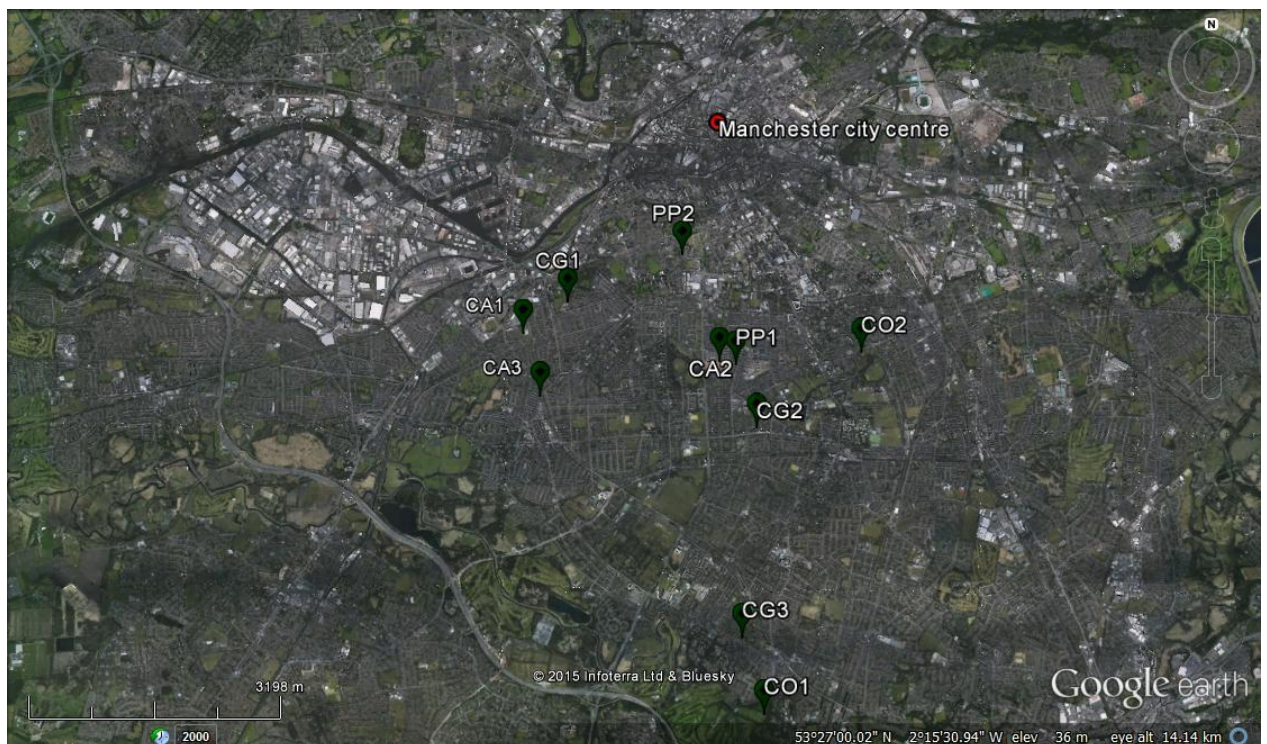 N
Manchester city centre
PP2
CG1
CA1
CO2
PP1
CA2
CA3
CG2
CG3
© 2015 Infoterra Ltd & Bluesky
3198 m
CO1
Google earth
2000
53°27'00.02" N 2°15'30.94" W elev 36 m eye alt 14.14 km